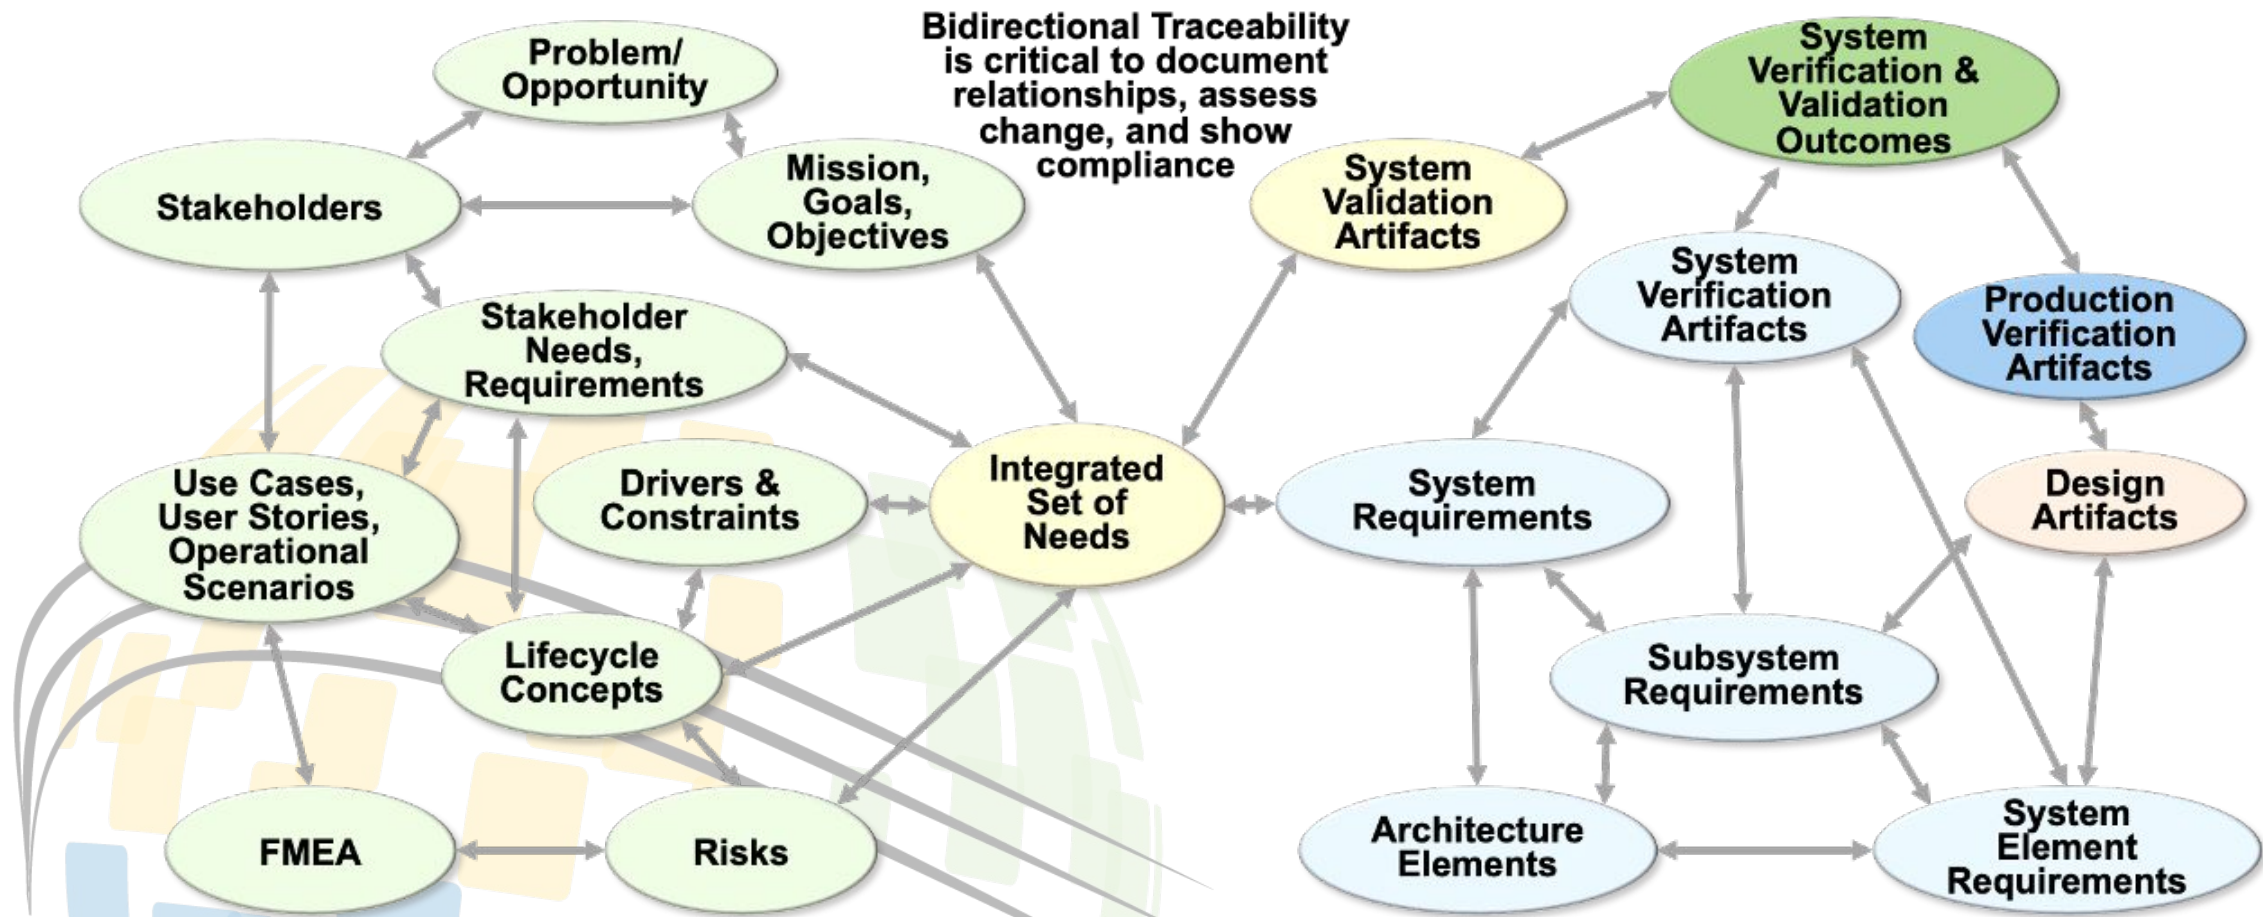 Problem/
Opportunity
Bidirectional Traceability
is critical to document
relationships, assess
change, and show
compliance
System
Verification &
Validation
Outcomes
Stakeholders
Mission,
Goals,
Objectives
System
Validation
Artifacts
System
Verification
Artifacts
Production
Verification
Artifacts
Stakeholder
Needs,
Requirements
Use Cases,
User Stories,
Operational
Scenarios
Drivers &
Constraints
Integrated
Set of
Needs
System
Requirements
Design
Artifacts
Lifecycle
Concepts
Subsystem
Requirements
FMEA
Risks
Architecture
Elements
System
Element
Requirements